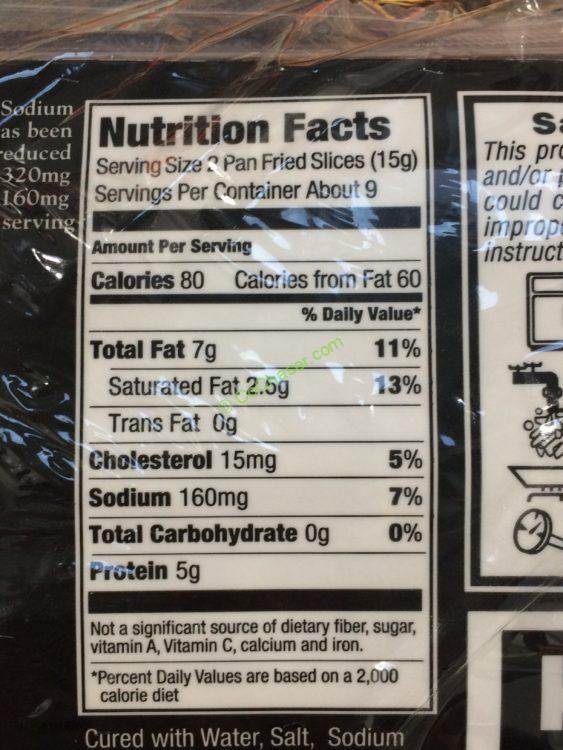 Sodium
as been
educed
320mg
160mg
serving
Nutrition Facts
Serving Size 2 Pan Fried Slices (15g)
Servings Per Container About 9
Amount Per Serving
Calories 80 Calories from Fat 60
% Daily Value*
Total Fat 7g 11%
Saturated Fat 2.5g 13%
Trans Fat 0g
Cholesterol 15mg 5%
Sodium 160mg 7%
Total Carbohydrate 0g 0%
Protein 5g
Not a significant source of dietary fiber, sugar,
vitamin A, Vitamin C, calcium and iron.
*Percent Daily Values are based on a 2,000
calorie diet
Cured with Water, Salt, Sodium
This
and/or
could
instruct